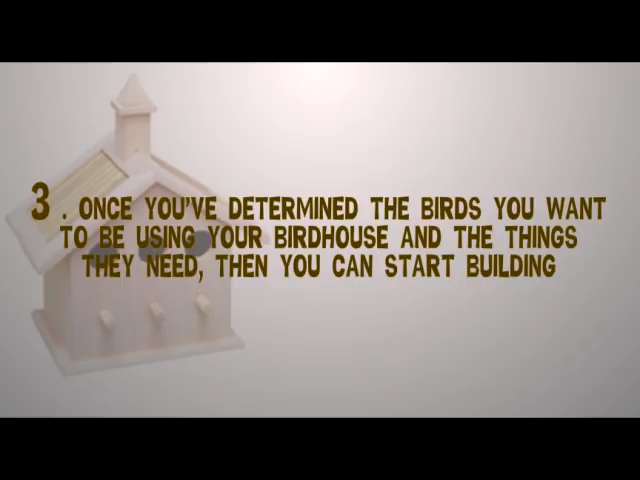 3 . ONCE YOU'VE DETERMINED THE BIRDS YOU WANT
TO BE USING YOUR BIRDHOUSE AND THE THINGS
THEY NEED, THEN YOU CAN START BUILDING